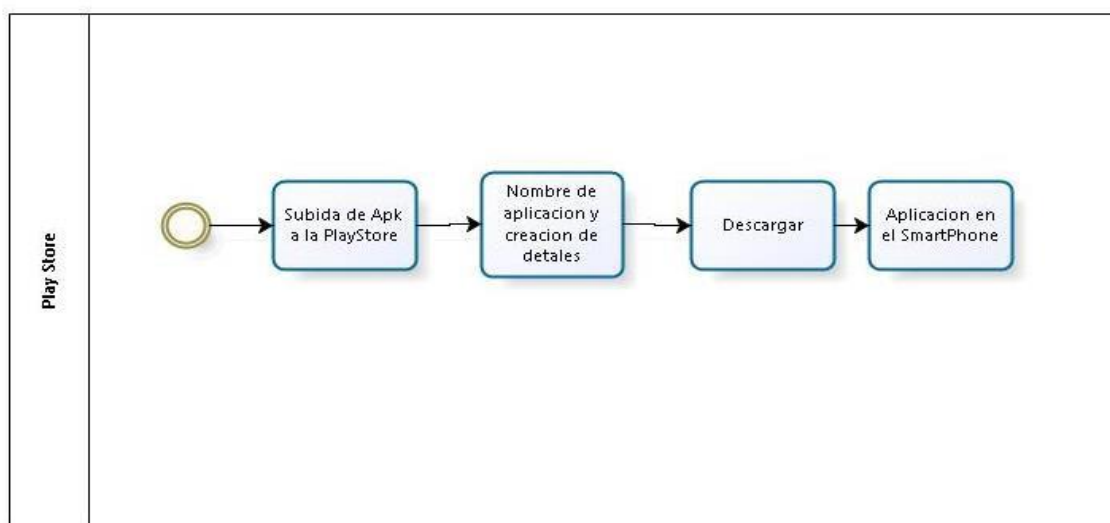 Play Store
Subida de Apk
a la PlayStore
Nombre de
aplicacion y
creacion de
detales
Descargar
Aplicacion en
el SmartPhone